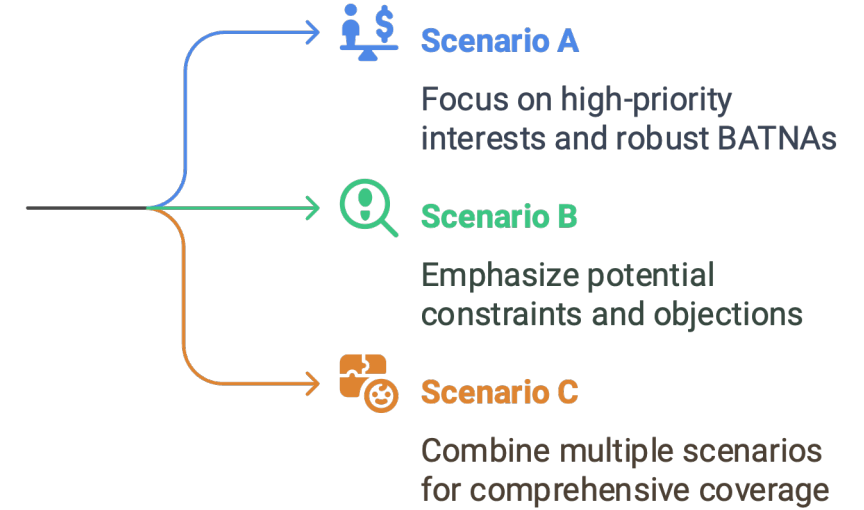 Scenario A
Focus on high-priority
interests and robust BATNAs
Scenario B
Emphasize potential
constraints and objections
Scenario C
Combine multiple scenarios
for comprehensive coverage